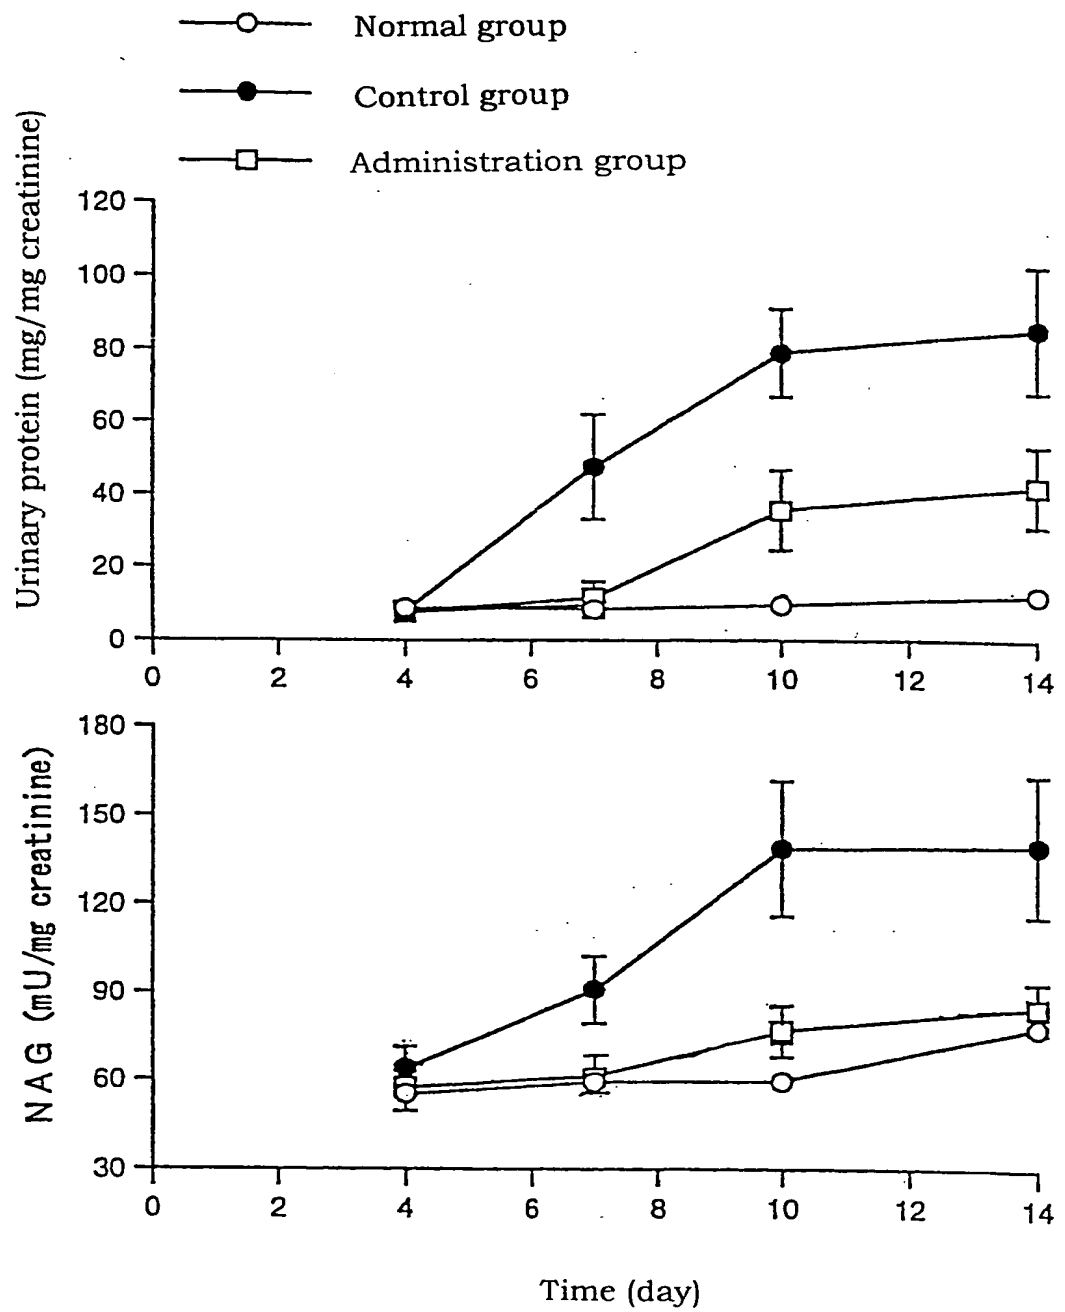 Normal group
Control group
Administration group
Urinary protein (mg/mg creatinine)
120
100
80
60
40
20
0
0 2 4 6 8 10 12 14
NAG (mU/mg creatinine)
180
150
120
90
60
30
0 2 4 6 8 10 12 14
Time (day)